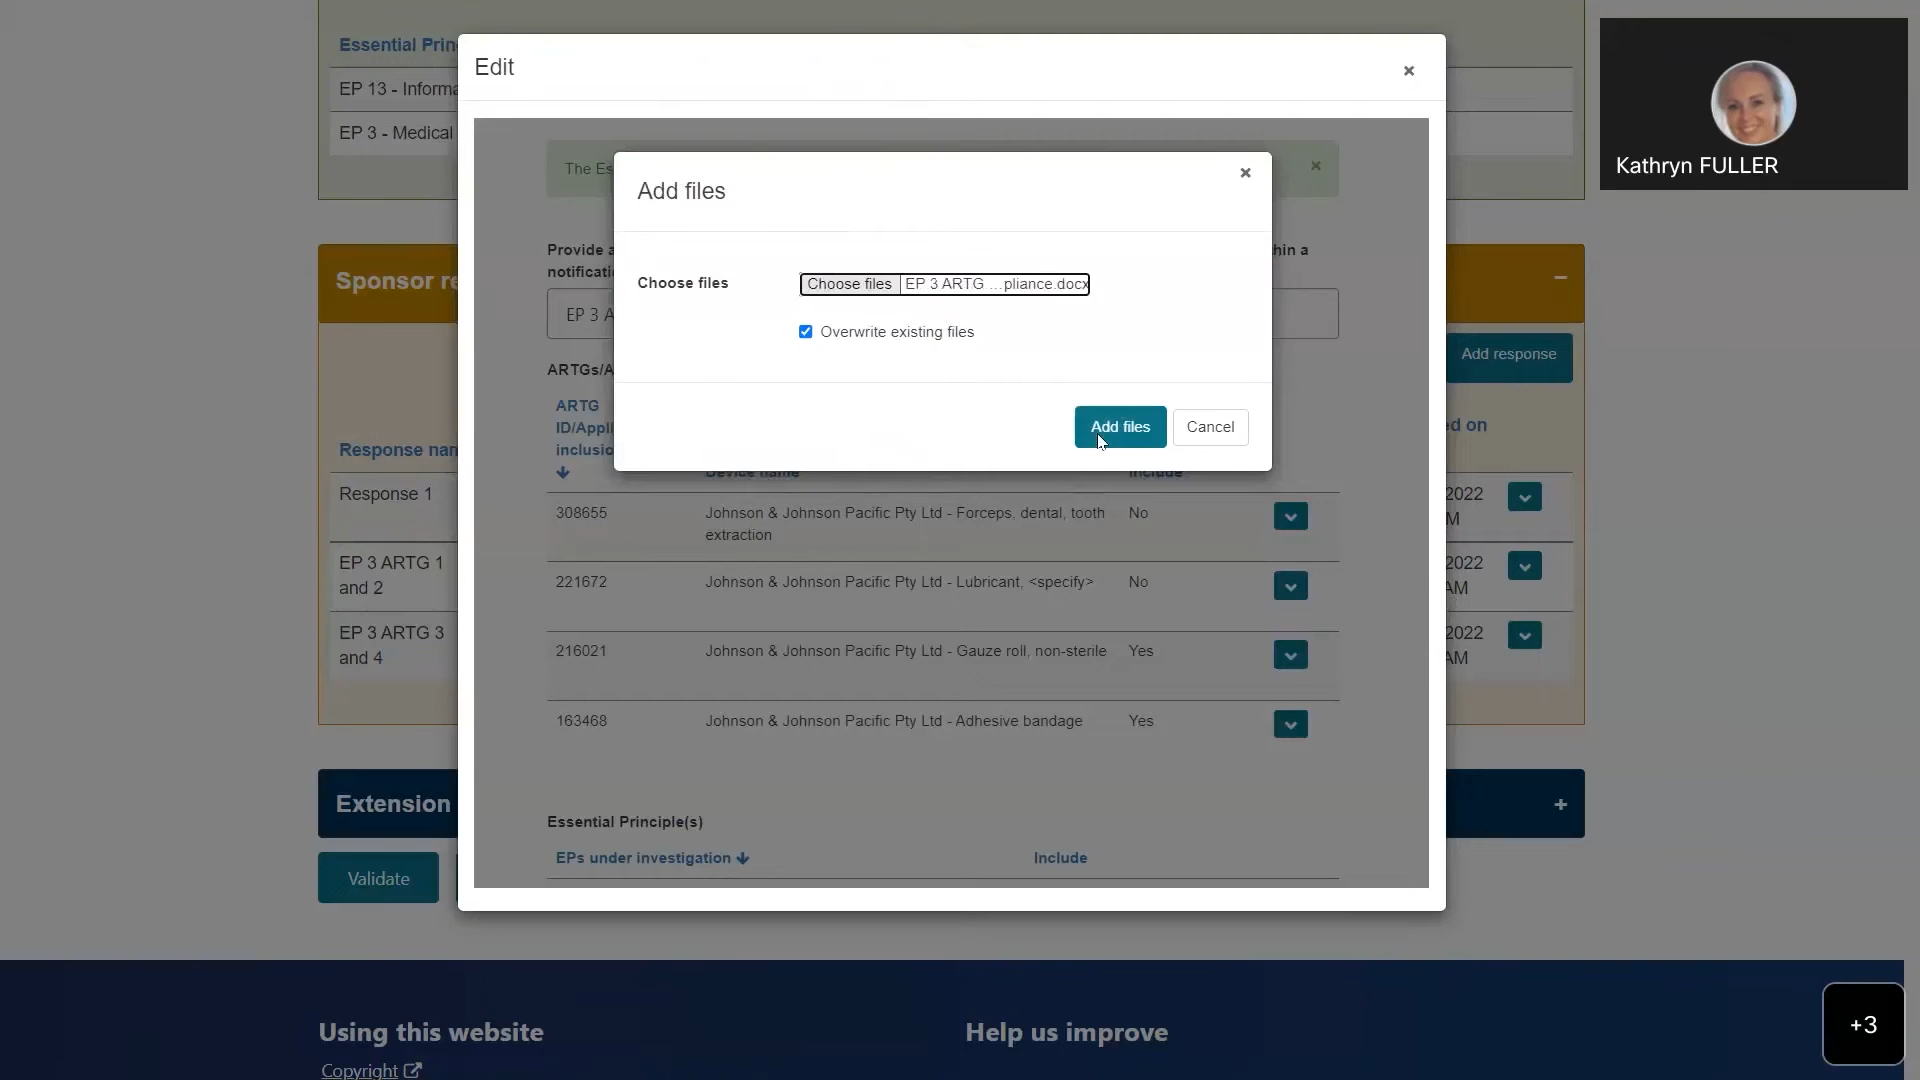 Essential Prin
EP 13 - Informa
EP 3 - Medical
Edit
×
Kathryn FULLER
The Es
×
Add files
×
Provide a
hin a
notificati
Choose files
Choose files EP 3 ARTG ...pliance.docx
Overwrite existing files
EP 3 A
Sponsor re
−
Add response
ARTGs/A
ARTG
ID/Appli
inclusio
Add files
Cancel
ed on
Response nan
Device name
Include
Response 1
2022
M
308655
Johnson & Johnson Pacific Pty Ltd - Forceps, dental, tooth
extraction
No
EP 3 ARTG 1
and 2
2022
AM
221672
Johnson & Johnson Pacific Pty Ltd - Lubricant, <specify>
No
EP 3 ARTG 3
and 4
2022
AM
216021
Johnson & Johnson Pacific Pty Ltd - Gauze roll, non-sterile
Yes
163468
Johnson & Johnson Pacific Pty Ltd - Adhesive bandage
Yes
Extension
+
Essential Principle(s)
EPs under investigation
Include
Validate
Using this website
Copyright
Help us improve
+3